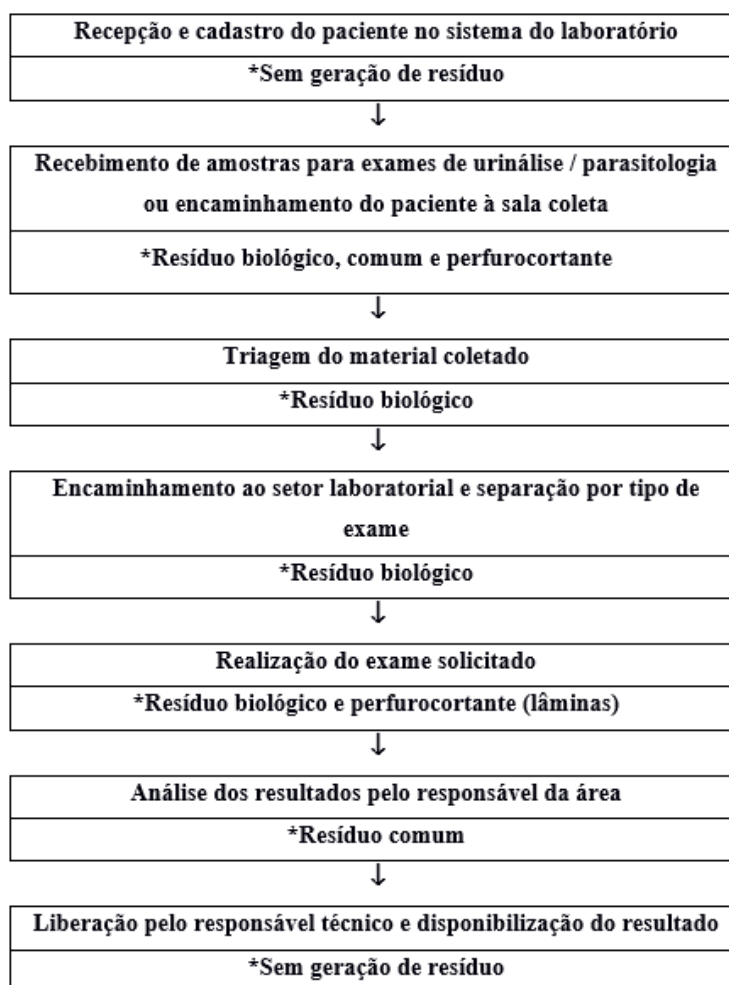 Recepção e cadastro do paciente no sistema do laboratório
*Sem geração de resíduo
↓
Recebimento de amostras para exames de urinálise / parasitologia
ou encaminhamento do paciente à sala coleta
*Resíduo biológico, comum e perfurocortante
↓
Triagem do material coletado
*Resíduo biológico
↓
Encaminhamento ao setor laboratorial e separação por tipo de
exame
*Resíduo biológico
↓
Realização do exame solicitado
*Resíduo biológico e perfurocortante (lâminas)
↓
Análise dos resultados pelo responsável da área
*Resíduo comum
↓
Liberação pelo responsável técnico e disponibilização do resultado
*Sem geração de resíduo